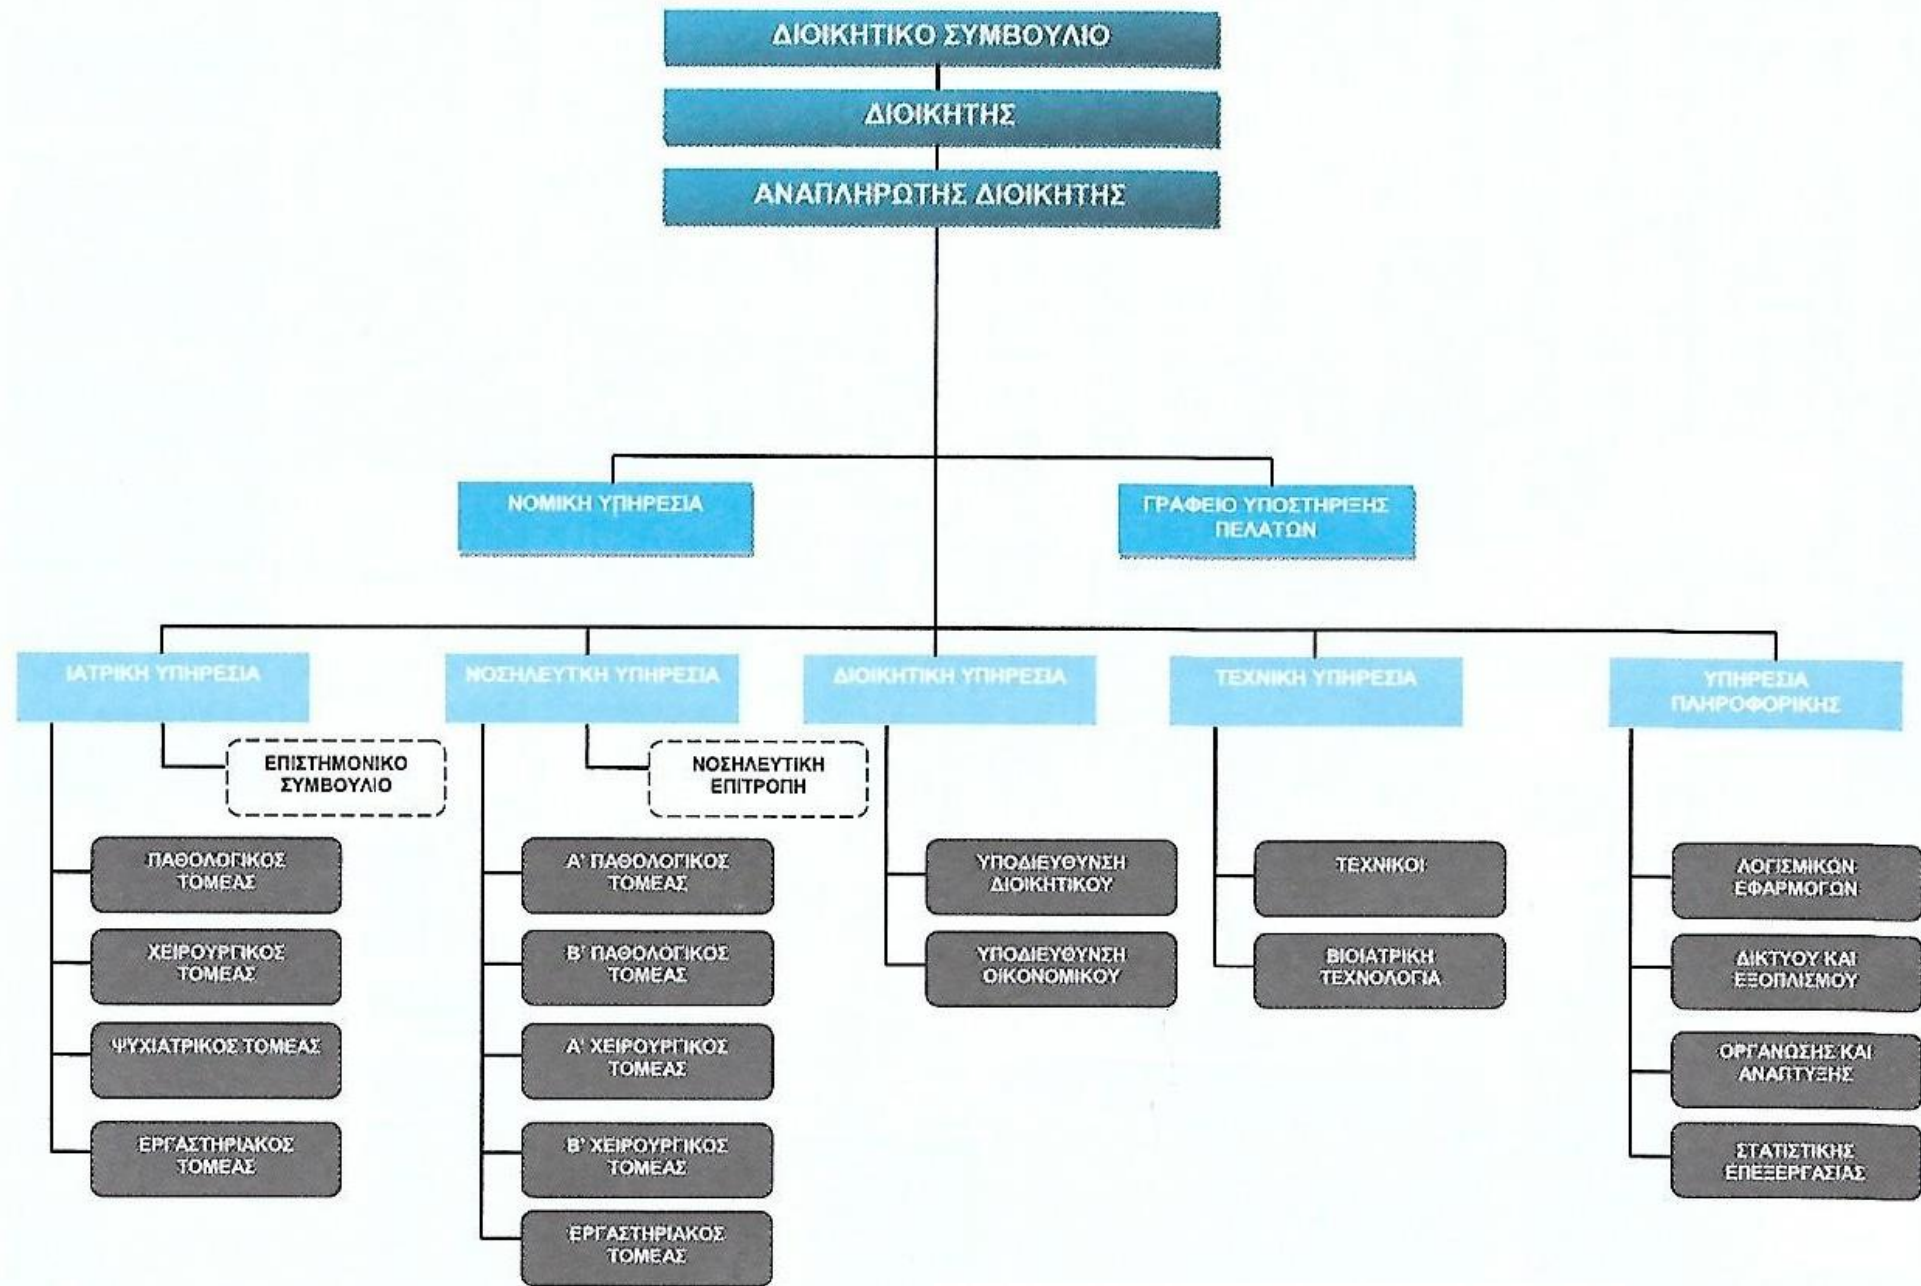 ΔΙΟΙΚΗΤΙΚΟ ΣΥΜΒΟΥΛΙΟ
ΔΙΟΙΚΗΤΗΣ
ΑΝΑΠΛΗΡΩΤΗΣ ΔΙΟΙΚΗΤΗΣ
ΝΟΜΙΚΗ ΥΠΗΡΕΣΙΑ
ΓΡΑΦΕΙΟ ΥΠΟΣΤΗΡΙΞΗΣ
ΠΕΛΑΤΩΝ
ΙΑΤΡΙΚΗ ΥΠΗΡΕΣΙΑ
ΕΠΙΣΤΗΜΟΝΙΚΟ
ΣΥΜΒΟΥΛΙΟ
ΠΑΘΟΛΟΓΙΚΟΣ
ΤΟΜΕΑΣ
ΧΕΙΡΟΥΡΓΙΚΟΣ
ΤΟΜΕΑΣ
ΨΥΧΙΑΤΡΙΚΟΣ ΤΟΜΕΑΣ
ΕΡΓΑΣΤΗΡΙΑΚΟΣ
ΤΟΜΕΑΣ
ΝΟΣΗΛΕΥΤΚΗ ΥΠΗΡΕΣΙΑ
ΝΟΣΗΛΕΥΤΙΚΗ
ΕΠΙΤΡΟΠΗ
Α' ΠΑΘΟΛΟΓΙΚΟΣ
ΤΟΜΕΑΣ
Β' ΠΑΘΟΛΟΓΙΚΟΣ
ΤΟΜΕΑΣ
Α' ΧΕΙΡΟΥΡΓΙΚΟΣ
ΤΟΜΕΑΣ
Β' ΧΕΙΡΟΥΡΓΙΚΟΣ
ΤΟΜΕΑΣ
ΕΡΓΑΣΤΗΡΙΑΚΟΣ
ΤΟΜΕΑΣ
ΔΙΟΙΚΗΤΙΚΗ ΥΠΗΡΕΣΙΑ
ΥΠΟΔΙΕΥΘΥΝΣΗ
ΔΙΟΙΚΗΤΙΚΟΥ
ΥΠΟΔΙΕΥΘΥΝΣΗ
ΟΙΚΟΝΟΜΙΚΟΥ
ΤΕΧΝΙΚΗ ΥΠΗΡΕΣΙΑ
ΤΕΧΝΙΚΟΙ
ΒΙΟΙΑΤΡΙΚΗ
ΤΕΧΝΟΛΟΓΙΑ
ΥΠΗΡΕΣΙΑ
ΠΛΗΡΟΦΟΡΙΚΗΣ
ΛΟΓΙΣΜΙΚΩΝ
ΕΦΑΡΜΟΓΩΝ
ΔΙΚΤΥΟΥ ΚΑΙ
ΕΞΟΠΛΙΣΜΟΥ
ΟΡΓΑΝΩΣΗΣ ΚΑΙ
ΑΝΑΠΤΥΞΗΣ
ΣΤΑΤΙΣΤΙΚΗΣ
ΕΠΕΞΕΡΓΑΣΙΑΣ